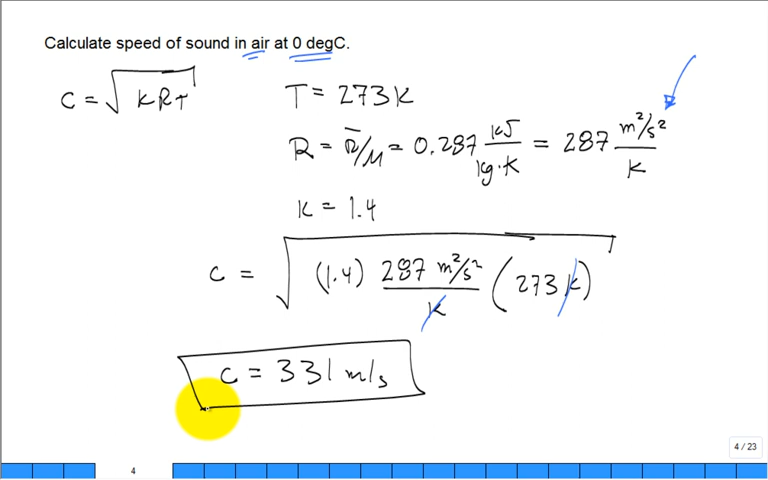 Calculate speed of sound in air at 0 degC.
c = √kRT T = 273K
R = R̄/M = 0.287 kJ/kg·K = 287 m²/s²/K
k = 1.4
c = √(1.4) 287 m²/s²/K (273K)
c = 331 m/s
4 / 23
4